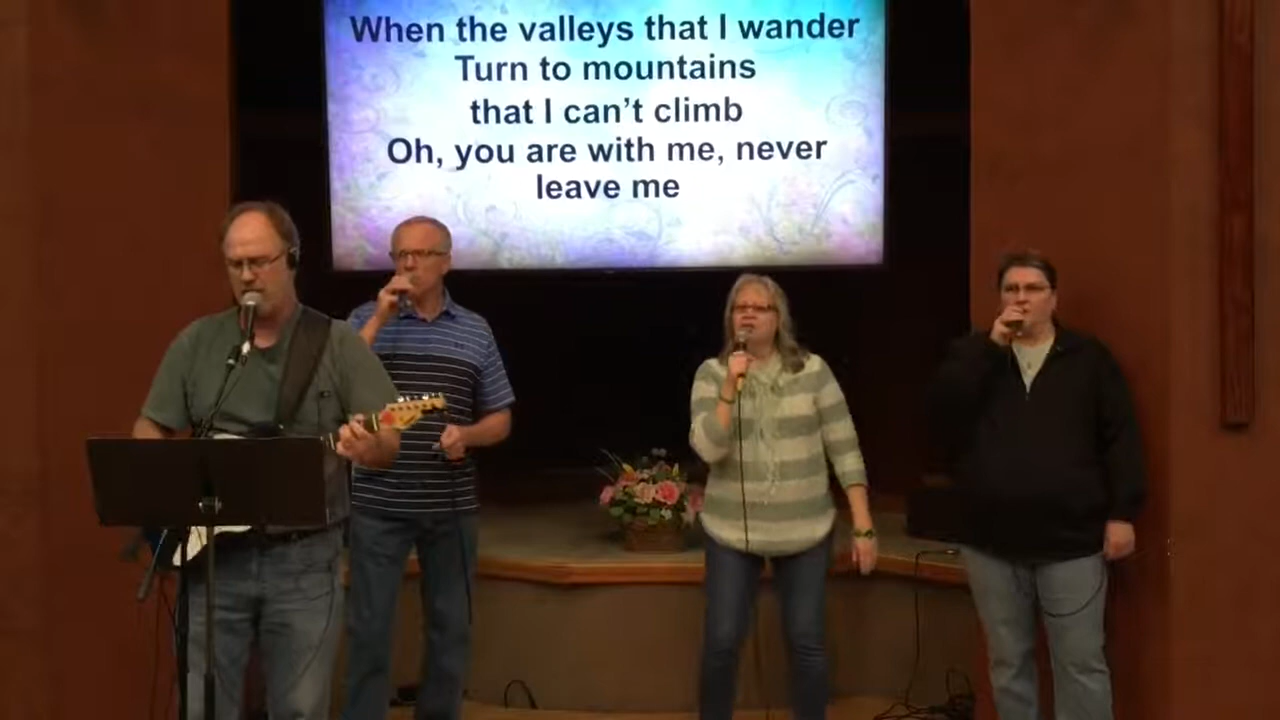 When the valleys that I wander
Turn to mountains
that I can't climb
Oh, you are with me, never
leave me